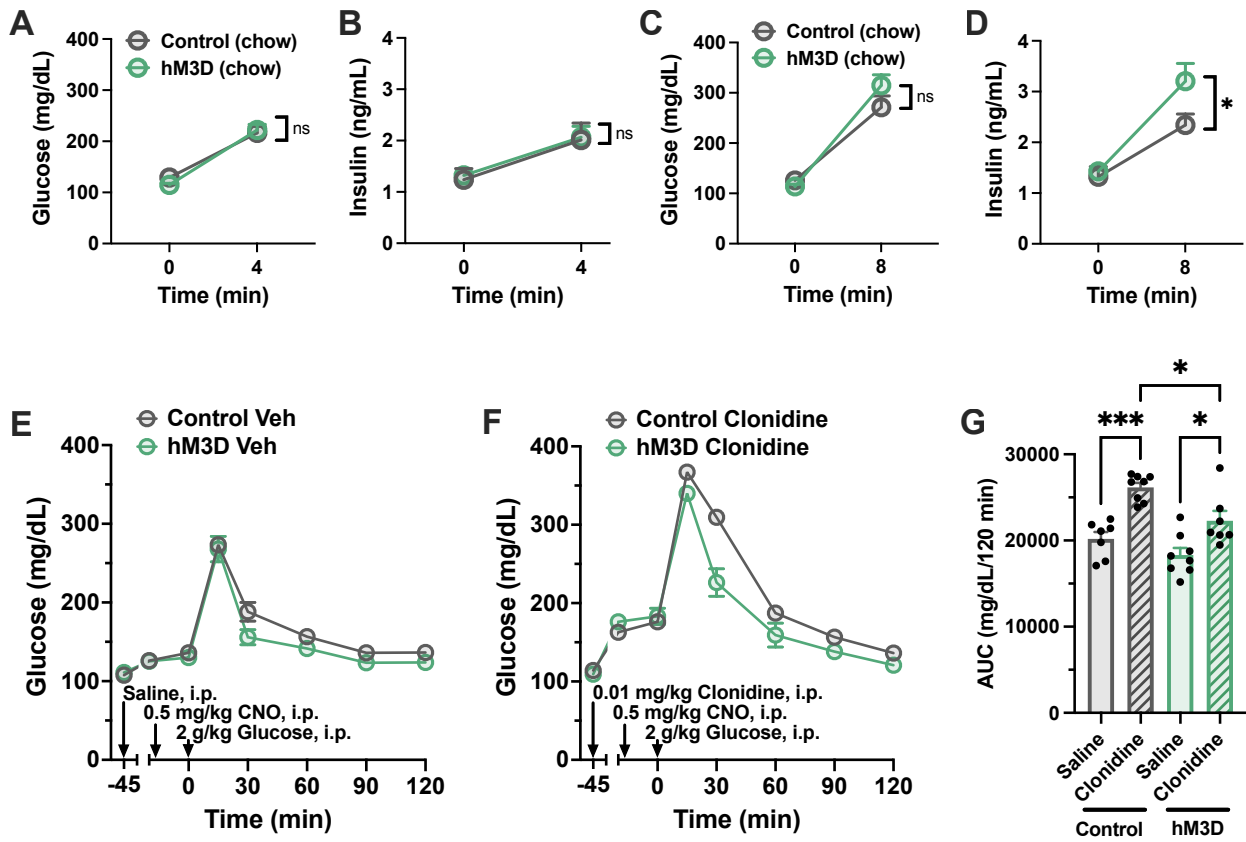 A
Control (chow)
hM3D (chow)
Glucose (mg/dL)
400
300
200
100
0
ns
0
4
Time (min)
B
Insulin (ng/mL)
4
3
2
1
0
ns
0
4
Time (min)
C
Control (chow)
hM3D (chow)
Glucose (mg/dL)
400
300
200
100
0
ns
0
8
Time (min)
D
Insulin (ng/mL)
4
3
2
1
0
*
0
8
Time (min)
E
Control Veh
hM3D Veh
Glucose (mg/dL)
400
300
200
100
0
Saline, i.p.
0.5 mg/kg CNO, i.p.
2 g/kg Glucose, i.p.
-45
0
30
60
90
120
Time (min)
F
Control Clonidine
hM3D Clonidine
Glucose (mg/dL)
400
300
200
100
0
0.01 mg/kg Clonidine, i.p.
0.5 mg/kg CNO, i.p.
2 g/kg Glucose, i.p.
-45
0
30
60
90
120
Time (min)
G
*
***
*
AUC (mg/dL/120 min)
30000
20000
10000
0
Saline
Clonidine
Saline
Clonidine
Control
hM3D